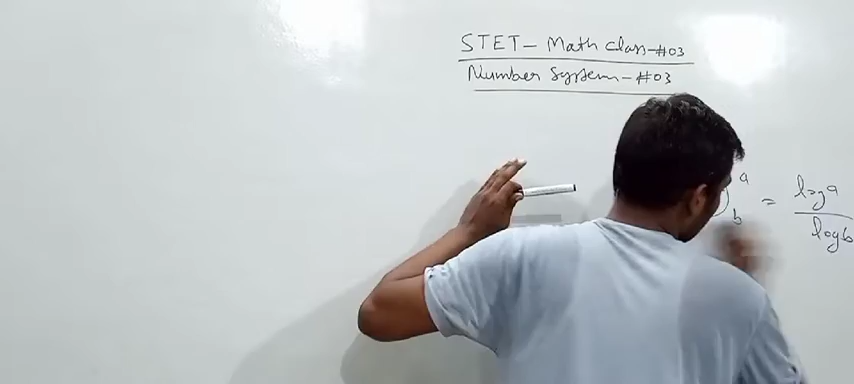 STET- Math Class-#03
Number System-#03
a
b
= log a
log b